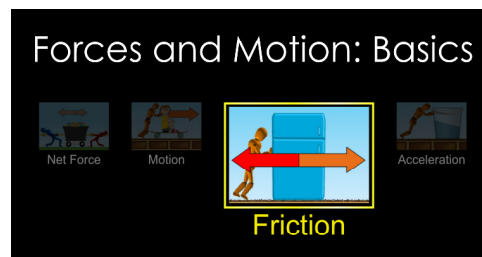 Forces and Motion: Basics
Net Force
Motion
Friction
Acceleration